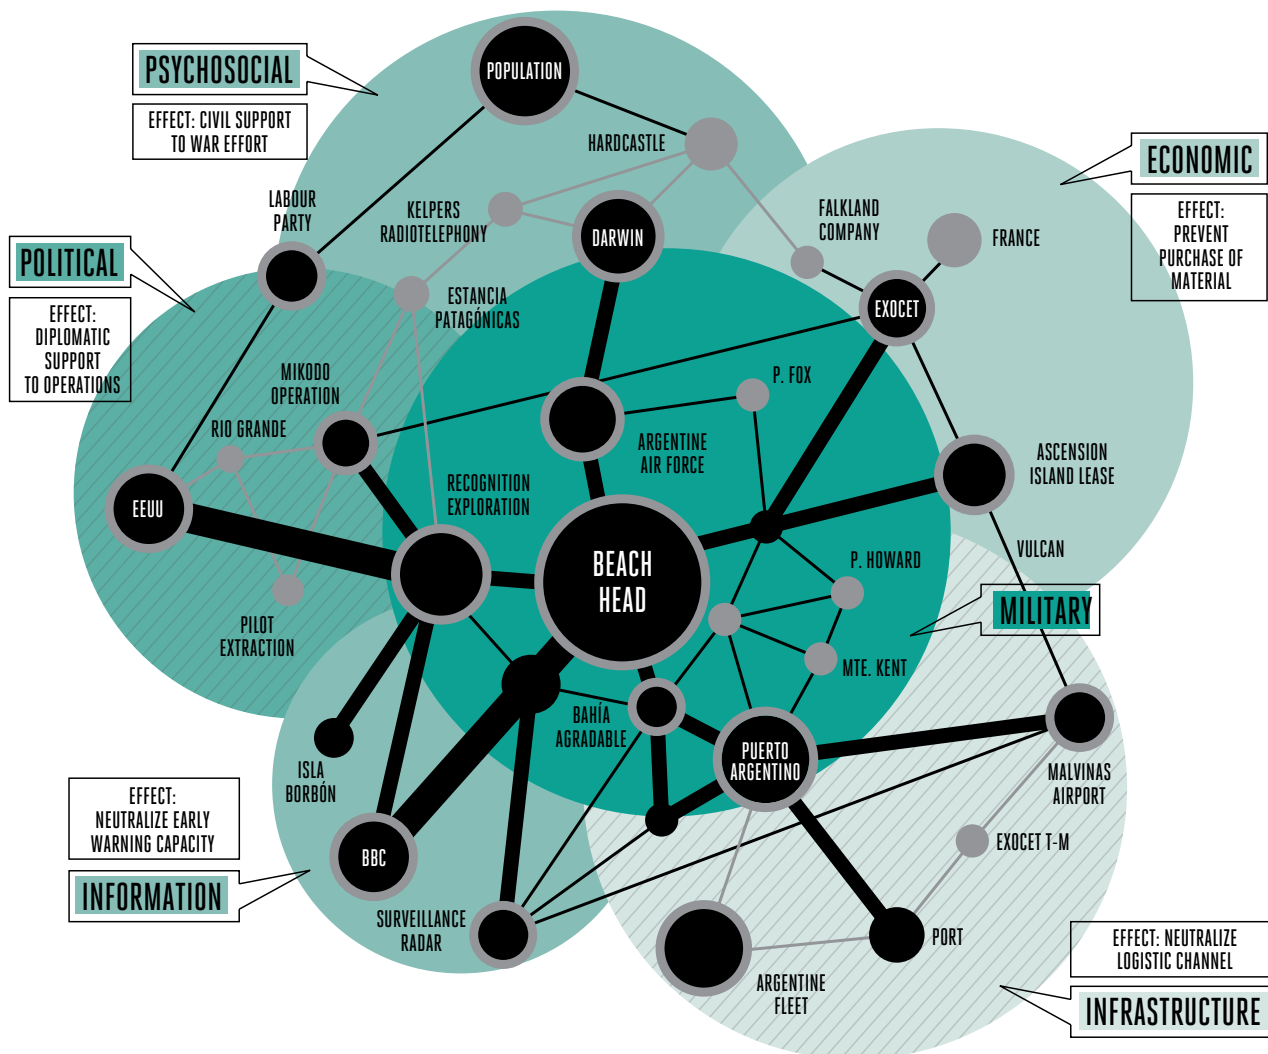 PSYCHOSOCIAL
EFFECT: CIVIL SUPPORT
TO WAR EFFORT
POPULATION
HARDCASTLE
ECONOMIC
EFFECT:
PREVENT
PURCHASE OF
MATERIAL
LABOUR
PARTY
KELPERS
RADIOTELEPHONY
DARWIN
FALKLAND
COMPANY
FRANCE
POLITICAL
EFFECT:
DIPLOMATIC
SUPPORT
TO OPERATIONS
ESTANCIA
PATAGÓNICAS
EXOCET
MIKODO
OPERATION
P. FOX
RIO GRANDE
ARGENTINE
AIR FORCE
ASCENSION
ISLAND LEASE
RECOGNITION
EXPLORATION
EEUU
BEACH
HEAD
VULCAN
P. HOWARD
MILITARY
PILOT
EXTRACTION
MTE. KENT
BAHÍA
AGRADABLE
PUERTO
ARGENTINO
ISLA
BORBÓN
MALVINAS
AIRPORT
EFFECT:
NEUTRALIZE EARLY
WARNING CAPACITY
BBC
EXOCET T-M
INFORMATION
SURVEILLANCE
RADAR
PORT
ARGENTINE
FLEET
EFFECT: NEUTRALIZE
LOGISTIC CHANNEL
INFRASTRUCTURE